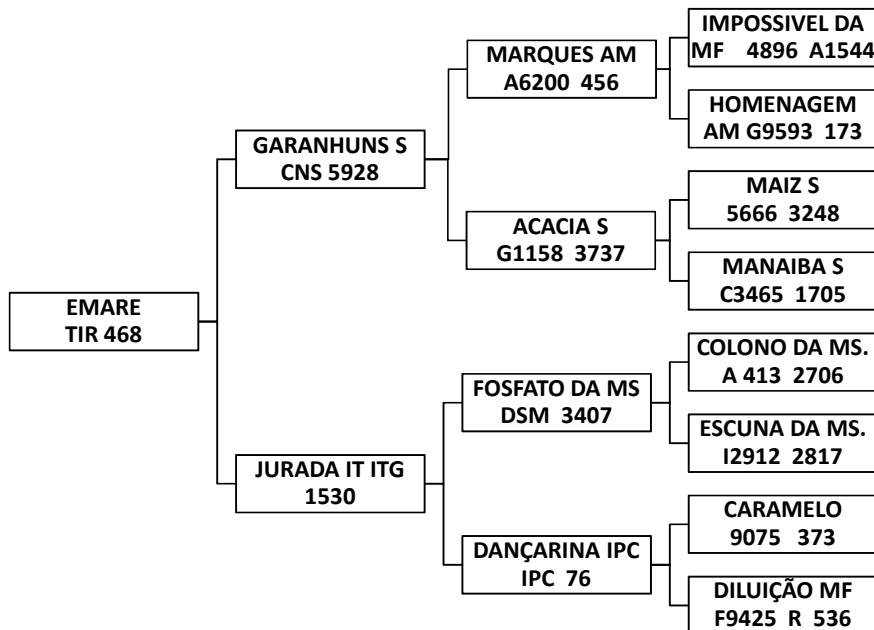 IMPOSSIVEL DA
MF 4896 A1544
MARQUES AM
A6200 456
HOMENAGEM
AM G9593 173
GARANHUNS S
CNS 5928
MAIZ S
5666 3248
ACACIA S
G1158 3737
MANAIBA S
C3465 1705
EMARE
TIR 468
COLONO DA MS.
A 413 2706
FOSFATO DA MS
DSM 3407
ESCUNA DA MS.
I2912 2817
JURADA IT ITG
1530
CARAMELO
9075 373
DANÇARINA IPC
IPC 76
DILUIÇÃO MF
F9425 R 536